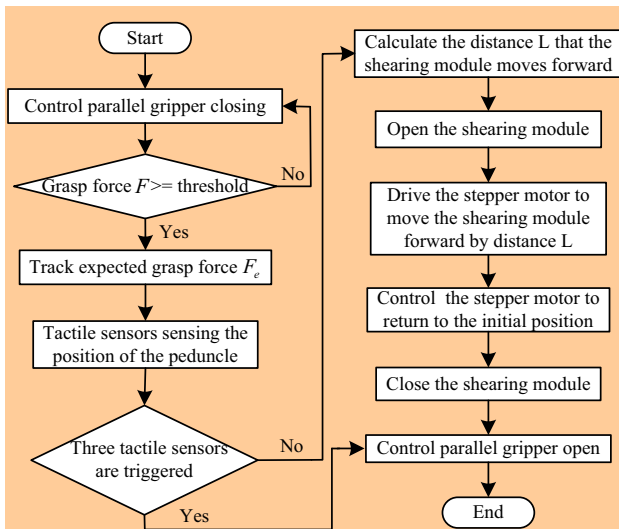 Start
Control parallel gripper closing
Grasp force F>= threshold
No
Yes
Track expected grasp force Fe
Tactile sensors sensing the
position of the peduncle
Three tactile sensors
are triggered
No
Yes
Calculate the distance L that the
shearing module moves forward
Open the shearing module
Drive the stepper motor to
move the shearing module
forward by distance L
Control the stepper motor to
return to the initial position
Close the shearing module
Control parallel gripper open
End